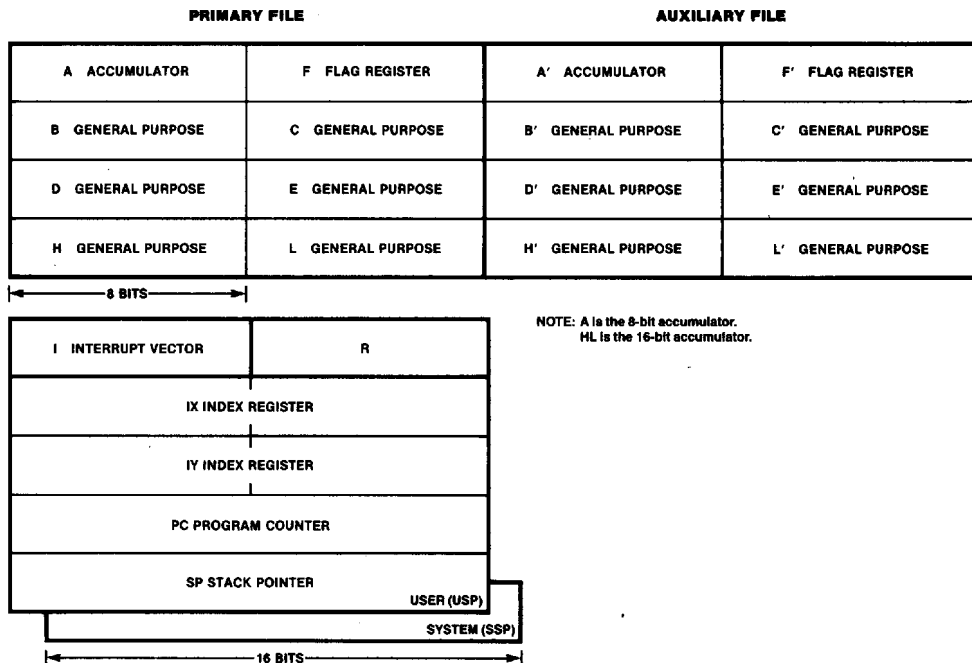 PRIMARY FILE
AUXILIARY FILE
A ACCUMULATOR
F FLAG REGISTER
A' ACCUMULATOR
F' FLAG REGISTER
B GENERAL PURPOSE
C GENERAL PURPOSE
B' GENERAL PURPOSE
C' GENERAL PURPOSE
D GENERAL PURPOSE
E GENERAL PURPOSE
D' GENERAL PURPOSE
E' GENERAL PURPOSE
H GENERAL PURPOSE
L GENERAL PURPOSE
H' GENERAL PURPOSE
L' GENERAL PURPOSE
8 BITS
NOTE: A is the 8-bit accumulator.
HL is the 16-bit accumulator.
I INTERRUPT VECTOR
R
IX INDEX REGISTER
IY INDEX REGISTER
PC PROGRAM COUNTER
SP STACK POINTER
USER (USP)
SYSTEM (SSP)
16 BITS